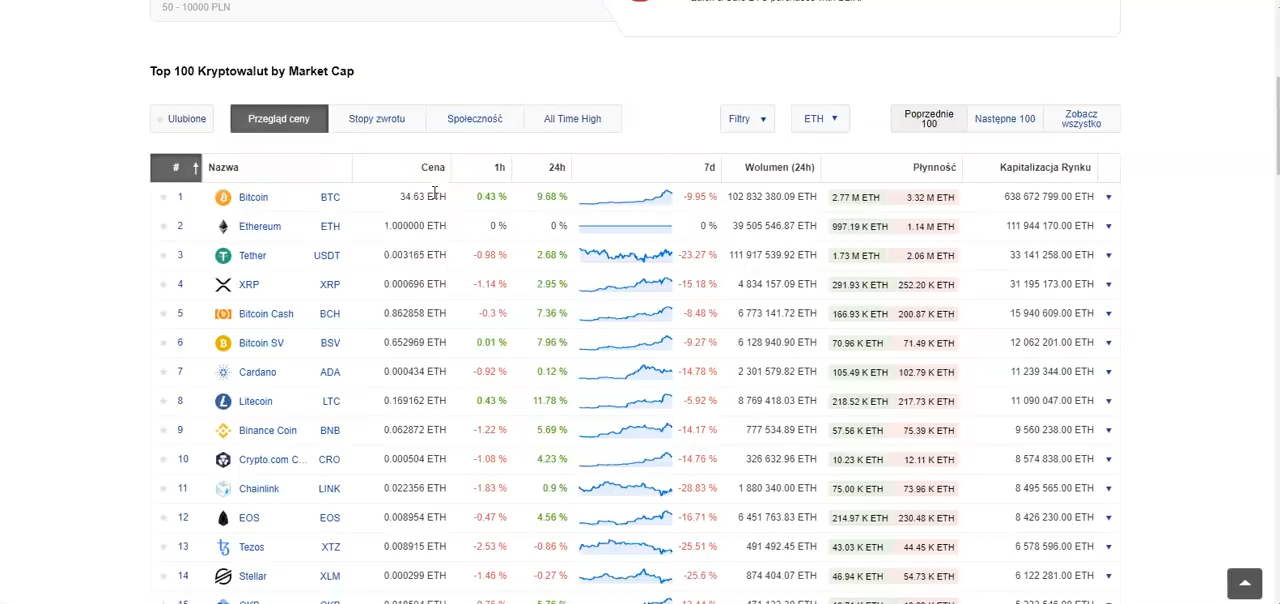 50 - 10000 PLN
Top 100 Kryptowalut by Market Cap
Ulubione Przegląd ceny Stopy zwrotu Społeczność All Time High Filtry ETH Poprzednie 100 Następne 100 Zobacz wszystko
# Nazwa Cena 1h 24h 7d Wolumen (24h) Płynność Kapitalizacja Rynku
1 Bitcoin BTC 34.63 ETH 0.43 % 9.68 % -9.95 % 102 832 380.09 ETH 2.77 M ETH 3.32 M ETH 638 672 799.00 ETH
2 Ethereum ETH 1.000000 ETH 0 % 0 % 0 % 39 505 546.87 ETH 997.19 K ETH 1.14 M ETH 111 944 170.00 ETH
3 Tether USDT 0.003165 ETH -0.98 % 2.68 % -23.27 % 111 917 539.92 ETH 1.73 M ETH 2.06 M ETH 33 141 258.00 ETH
4 XRP XRP 0.000696 ETH -1.14 % 2.95 % -15.18 % 4 834 157.09 ETH 291.93 K ETH 252.20 K ETH 31 195 173.00 ETH
5 Bitcoin Cash BCH 0.862858 ETH -0.3 % 7.36 % -8.48 % 6 773 141.72 ETH 166.93 K ETH 200.87 K ETH 15 940 609.00 ETH
6 Bitcoin SV BSV 0.652969 ETH 0.01 % 7.96 % -9.27 % 6 128 940.90 ETH 70.96 K ETH 71.49 K ETH 12 062 201.00 ETH
7 Cardano ADA 0.000434 ETH -0.92 % 0.12 % -14.78 % 2 301 579.82 ETH 105.49 K ETH 102.79 K ETH 11 239 344.00 ETH
8 Litecoin LTC 0.169162 ETH 0.43 % 11.78 % -5.92 % 8 769 418.03 ETH 218.52 K ETH 217.73 K ETH 11 090 047.00 ETH
9 Binance Coin BNB 0.062872 ETH -1.22 % 5.69 % -14.17 % 777 534.89 ETH 57.56 K ETH 75.39 K ETH 9 560 238.00 ETH
10 Crypto.com C... CRO 0.000504 ETH -1.08 % 4.23 % -14.76 % 326 632.96 ETH 10.23 K ETH 12.11 K ETH 8 574 838.00 ETH
11 Chainlink LINK 0.022356 ETH -1.83 % 0.9 % -28.83 % 1 880 340.00 ETH 75.00 K ETH 73.96 K ETH 8 495 565.00 ETH
12 EOS EOS 0.008954 ETH -0.47 % 4.56 % -16.71 % 6 451 763.83 ETH 214.97 K ETH 230.48 K ETH 8 426 230.00 ETH
13 Tezos XTZ 0.008915 ETH -2.53 % -0.86 % -25.51 % 491 492.45 ETH 43.03 K ETH 44.45 K ETH 6 578 596.00 ETH
14 Stellar XLM 0.000299 ETH -1.46 % -0.27 % -25.6 % 874 404.07 ETH 46.94 K ETH 54.73 K ETH 6 122 281.00 ETH